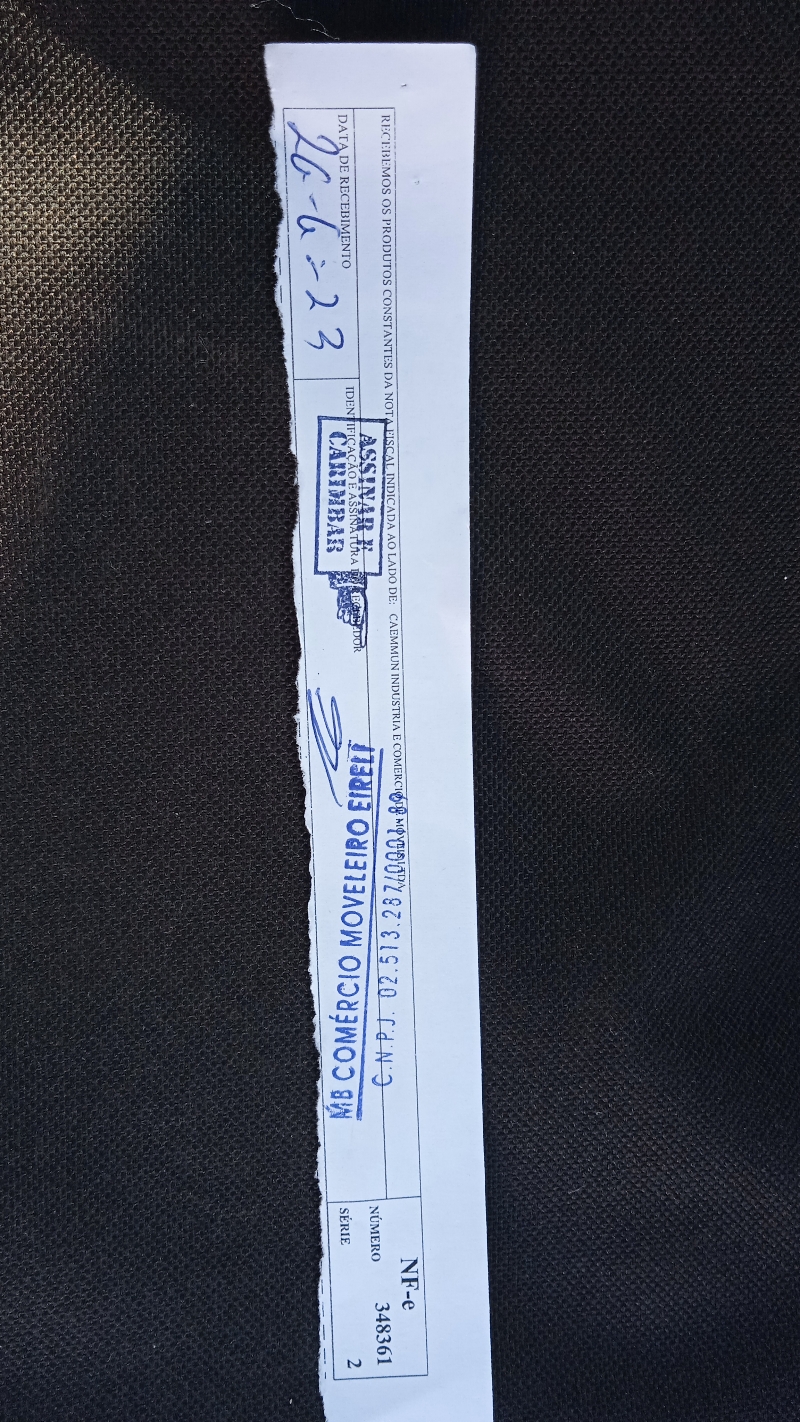 RECEBEMOS OS PRODUTOS CONSTANTES DA NOTA FISCAL INDICADA AO LADO DE: CAEMMUN INDUSTRIA E COMERCIO DE MOVEIS LTDA
DATA DE RECEBIMENTO
26-6-23
IDENTIFICAÇÃO E ASSINATURA DO RECEBEDOR
ASSINAR E
CARIMBAR
MB COMÉRCIO MOVELEIRO EIRELI
C.N.P.J. 02.513.287/0001-89
NF-e
NÚMERO 348361
SÉRIE 2